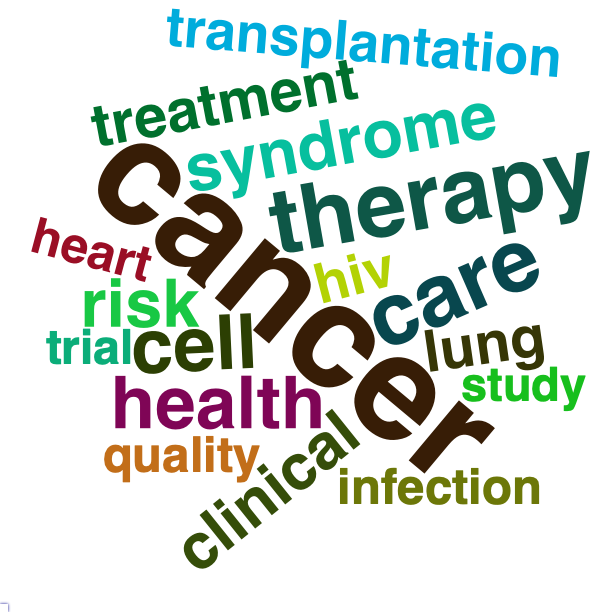 transplantation
treatment
syndrome
therapy
cancer
heart
hiv
care
risk
trial
cell
lung
study
health
quality
clinical
infection